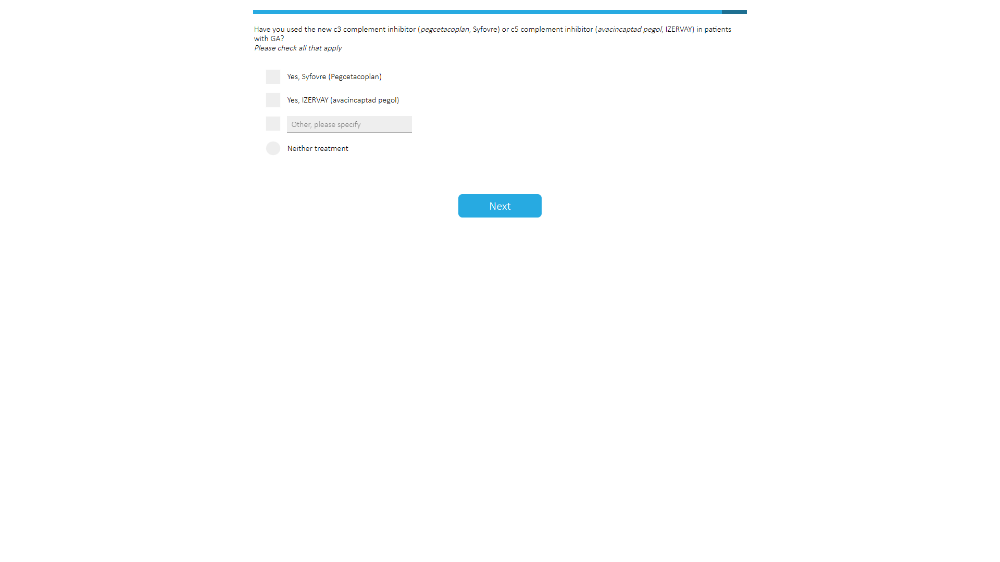 Have you used the new c3 complement inhibitor (pegcetacoplan, Syfovre) or c5 complement inhibitor (avacincaptad pegol, IZERVAY) in patients
with GA?
Please check all that apply
Yes, Syfovre (Pegcetacoplan)
Yes, IZERVAY (avacincaptad pegol)
Other, please specify
Neither treatment
Next